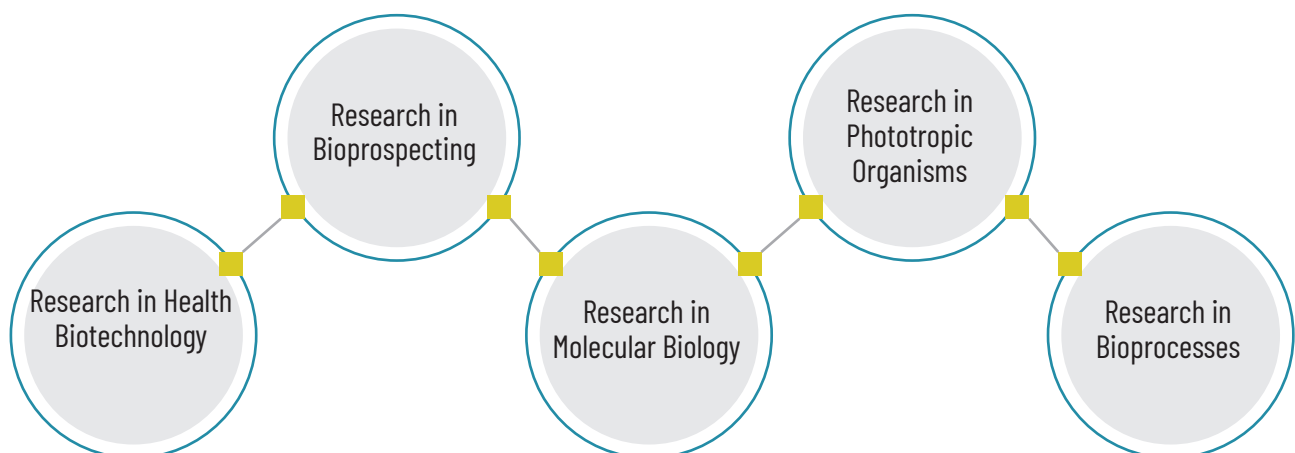 Research in Health
Biotechnology
Research in
Bioprospecting
Research in
Molecular Biology
Research in
Phototropic
Organisms
Research in
Bioprocesses